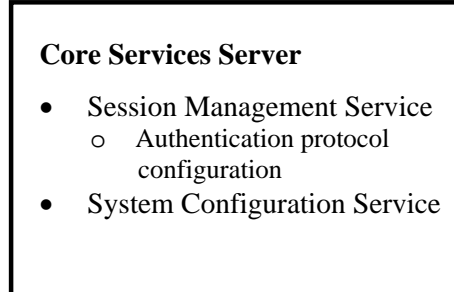 Core Services Server
• Session Management Service
o Authentication protocol
configuration
• System Configuration Service